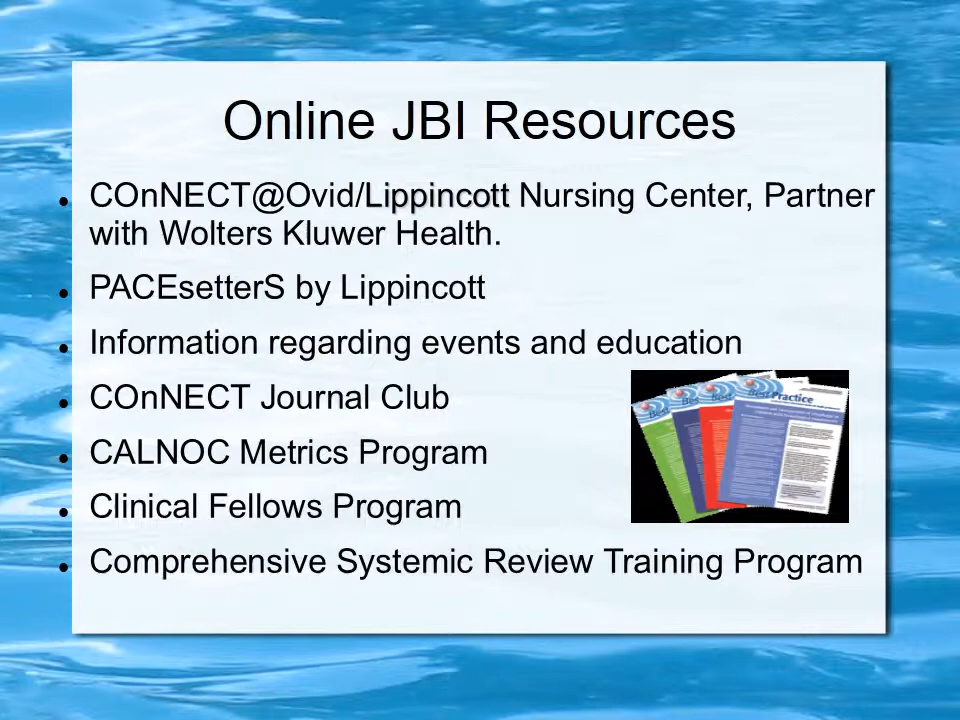 Online JBI Resources
COnNECT@Ovid/Lippincott Nursing Center, Partner
with Wolters Kluwer Health.
PACEsetterS by Lippincott
Information regarding events and education
COnNECT Journal Club
CALNOC Metrics Program
Clinical Fellows Program
Comprehensive Systemic Review Training Program
Best Practice